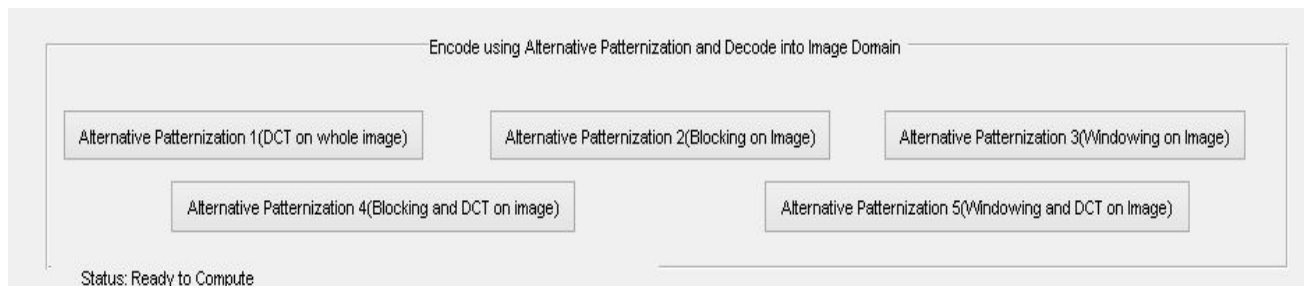 Encode using Alternative Patternization and Decode into Image Domain
Alternative Patternization 1(DCT on whole image)
Alternative Patternization 2(Blocking on Image)
Alternative Patternization 3(Windowing on Image)
Alternative Patternization 4(Blocking and DCT on image)
Alternative Patternization 5(Windowing and DCT on Image)
Status: Ready to Compute